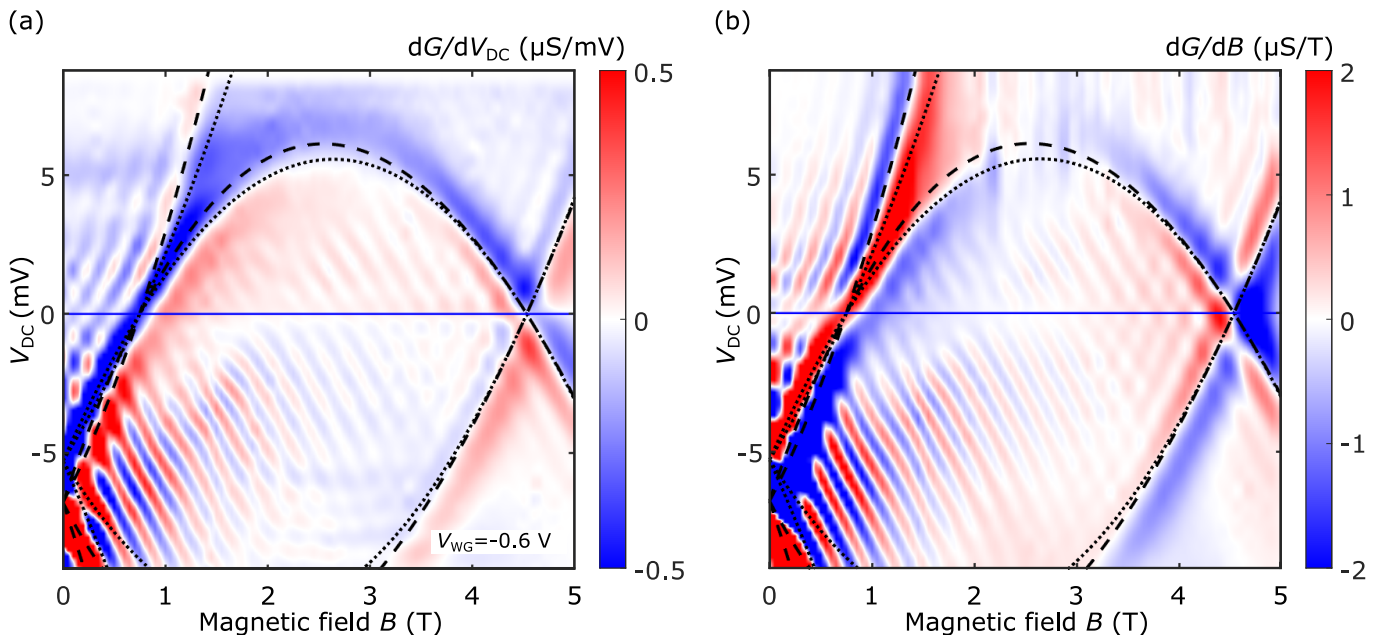 (a)
dG/dV_DC (μS/mV)
0.5
0
-0.5
5
0
-5
V_DC (mV)
V_WG=-0.6 V
0 1 2 3 4 5
Magnetic field B (T)
(b)
dG/dB (μS/T)
2
1
0
-1
-2
5
0
-5
V_DC (mV)
0 1 2 3 4 5
Magnetic field B (T)